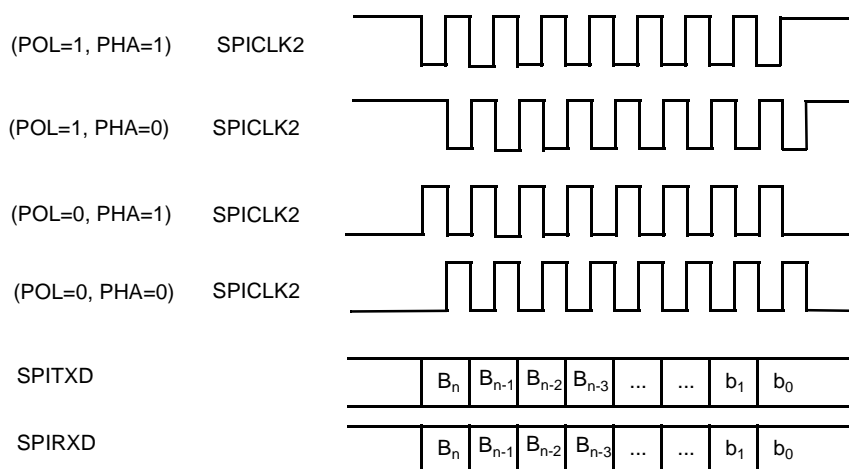 (POL=1, PHA=1) SPICLK2
(POL=1, PHA=0) SPICLK2
(POL=0, PHA=1) SPICLK2
(POL=0, PHA=0) SPICLK2
SPITXD Bn Bn-1 Bn-2 Bn-3 ... ... b1 b0
SPIRXD Bn Bn-1 Bn-2 Bn-3 ... ... b1 b0